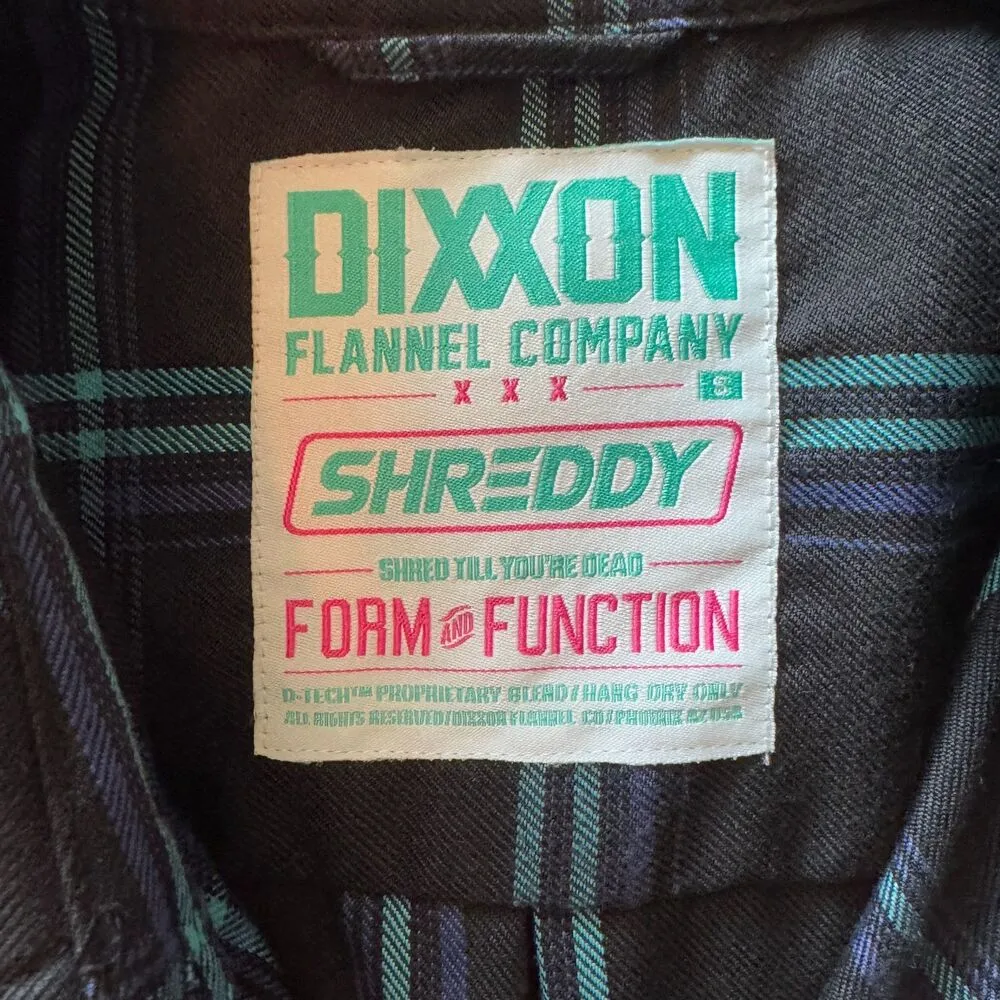 DIXXON
FLANNEL COMPANY
X X X S
SHREDDY
SHRED TILL YOU'RE DEAD
FORM AND FUNCTION
D-TECH™ PROPRIETARY BLEND / HANG DRY ONLY
ALL RIGHTS RESERVED/DIXXON FLANNEL CO/PHOENIX AZ USA